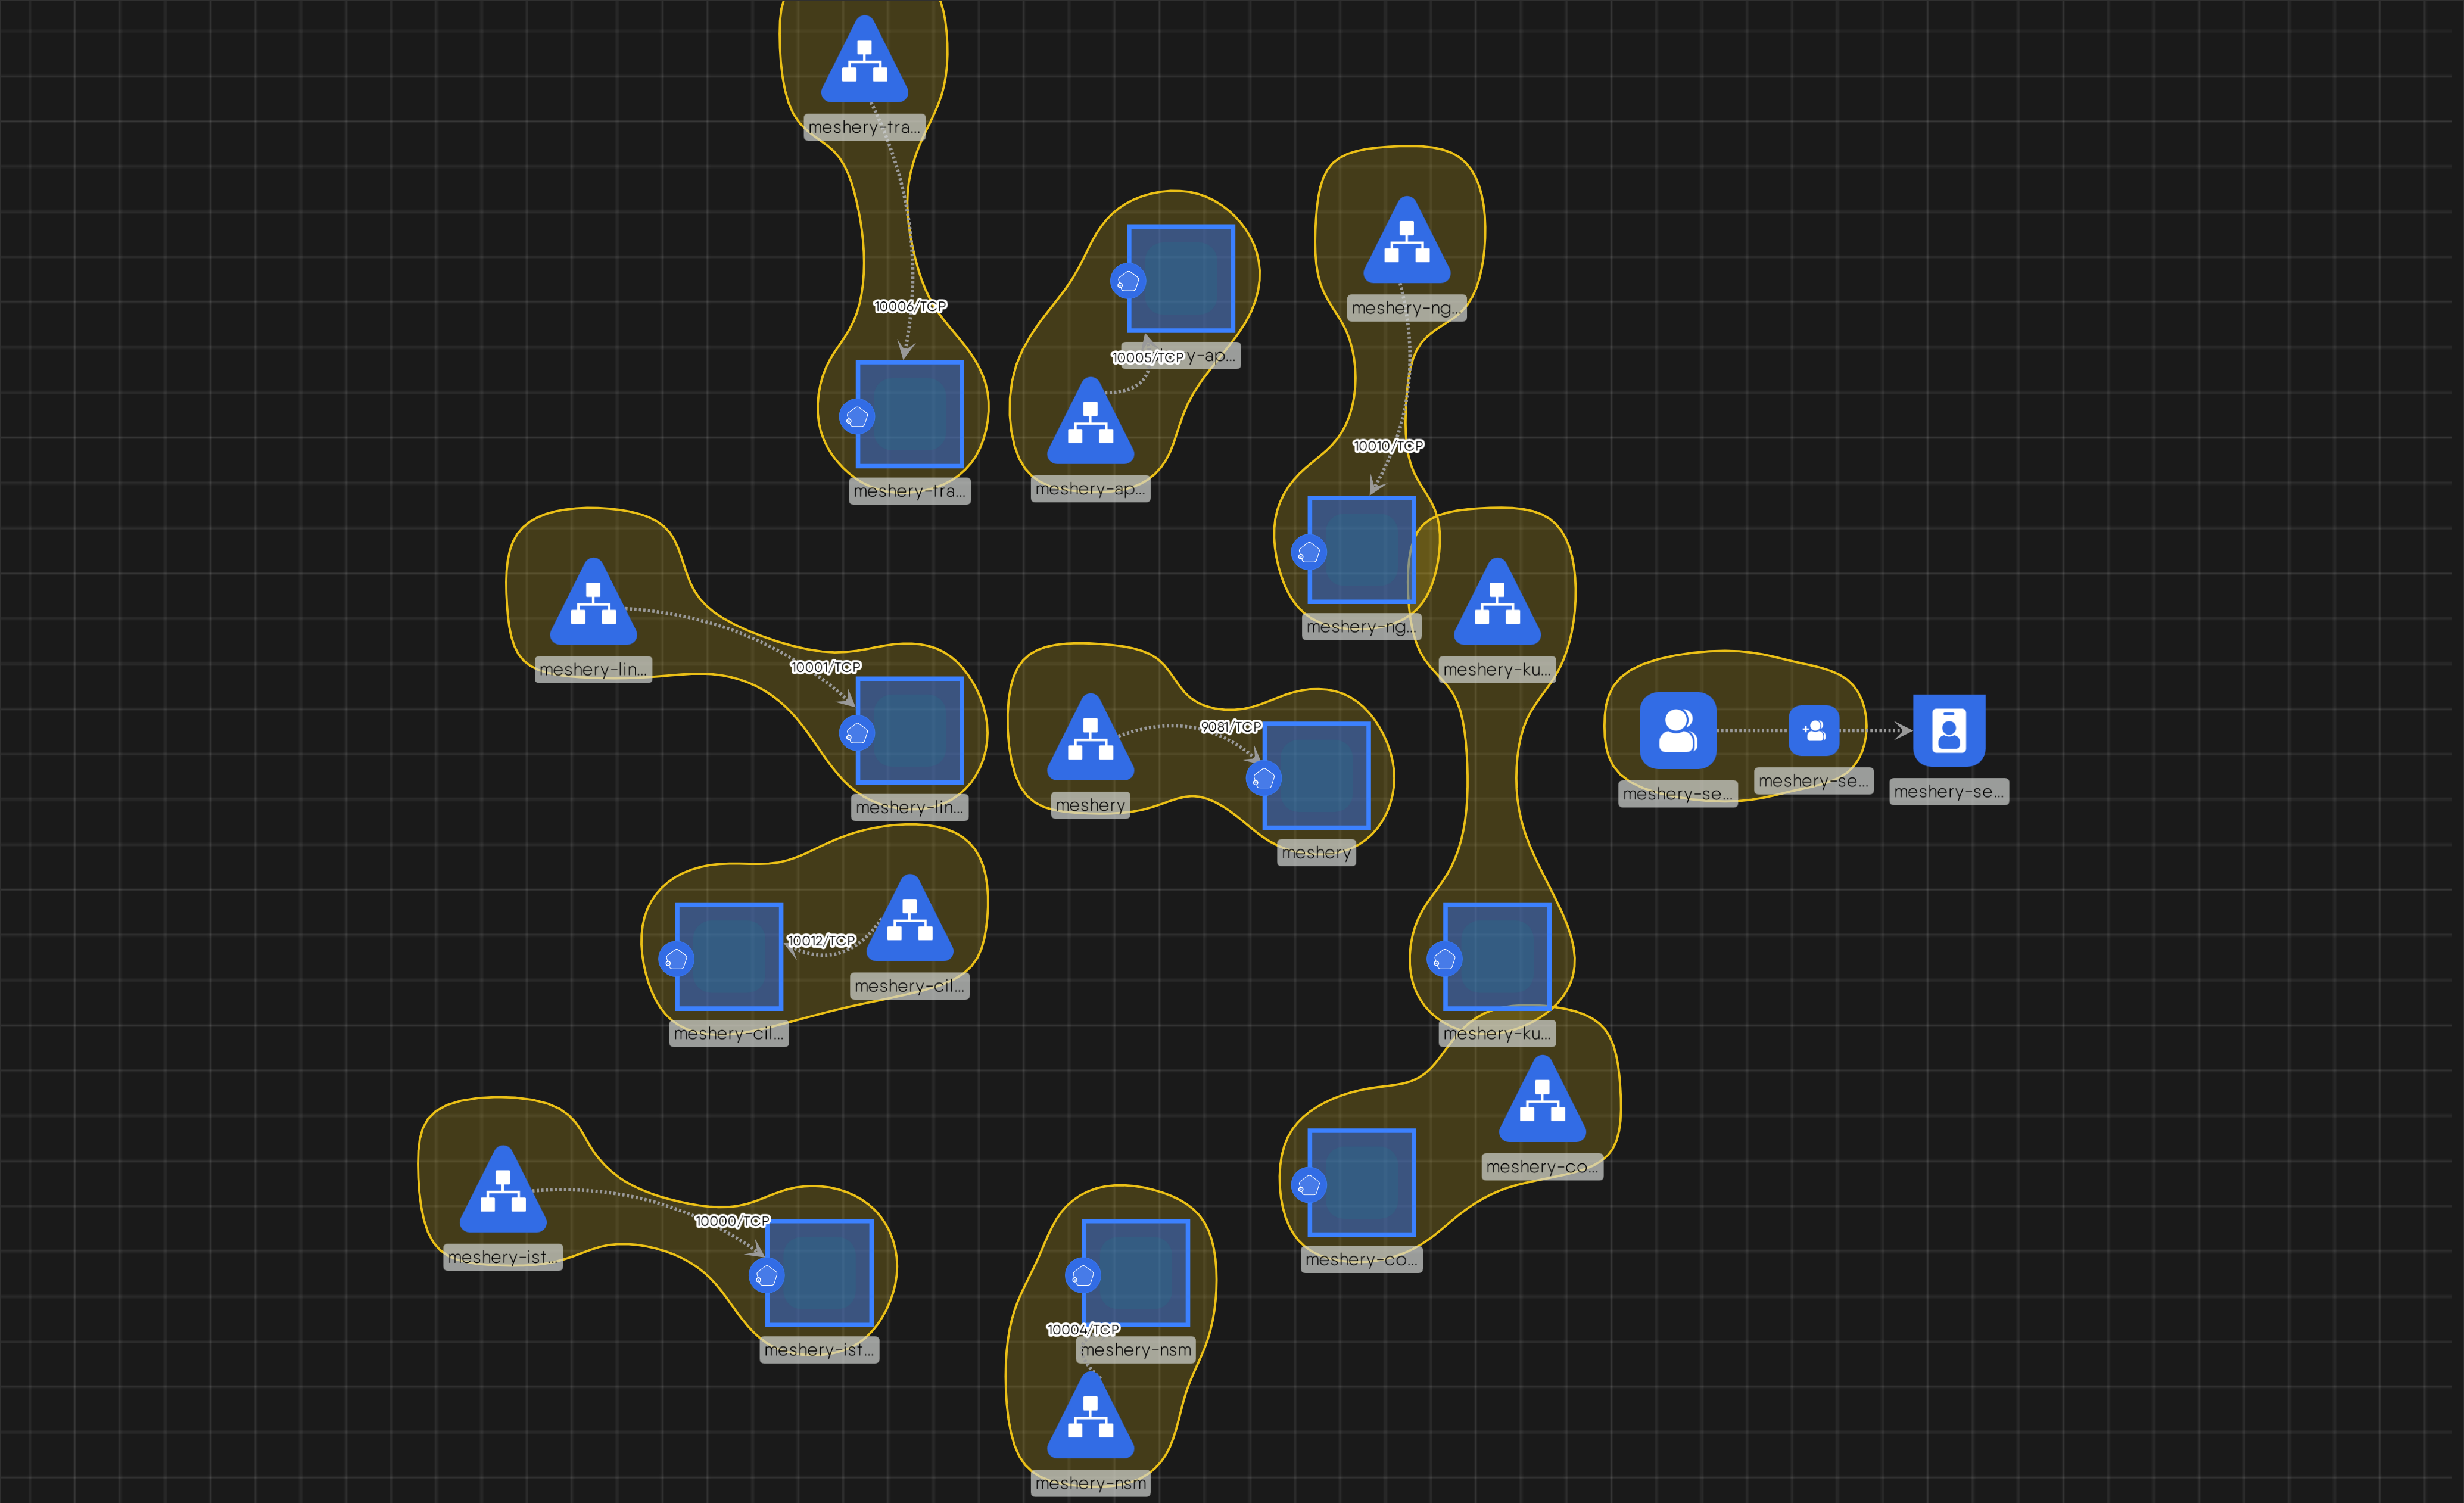 meshery-tra...
10006/TCP
meshery-tra...
y-ap...
10005/TCP
meshery-ap...
meshery-ng...
10010/TCP
meshery-ng...
meshery-lin...
10001/TCP
meshery-lin...
meshery
9081/TCP
meshery
meshery-ku...
meshery-ku...
meshery-se...
meshery-se...
meshery-se...
10012/TCP
meshery-cil...
meshery-cil...
meshery-co...
meshery-co...
meshery-ist...
10000/TCP
meshery-ist...
10004/TCP
meshery-nsm
meshery-nsm